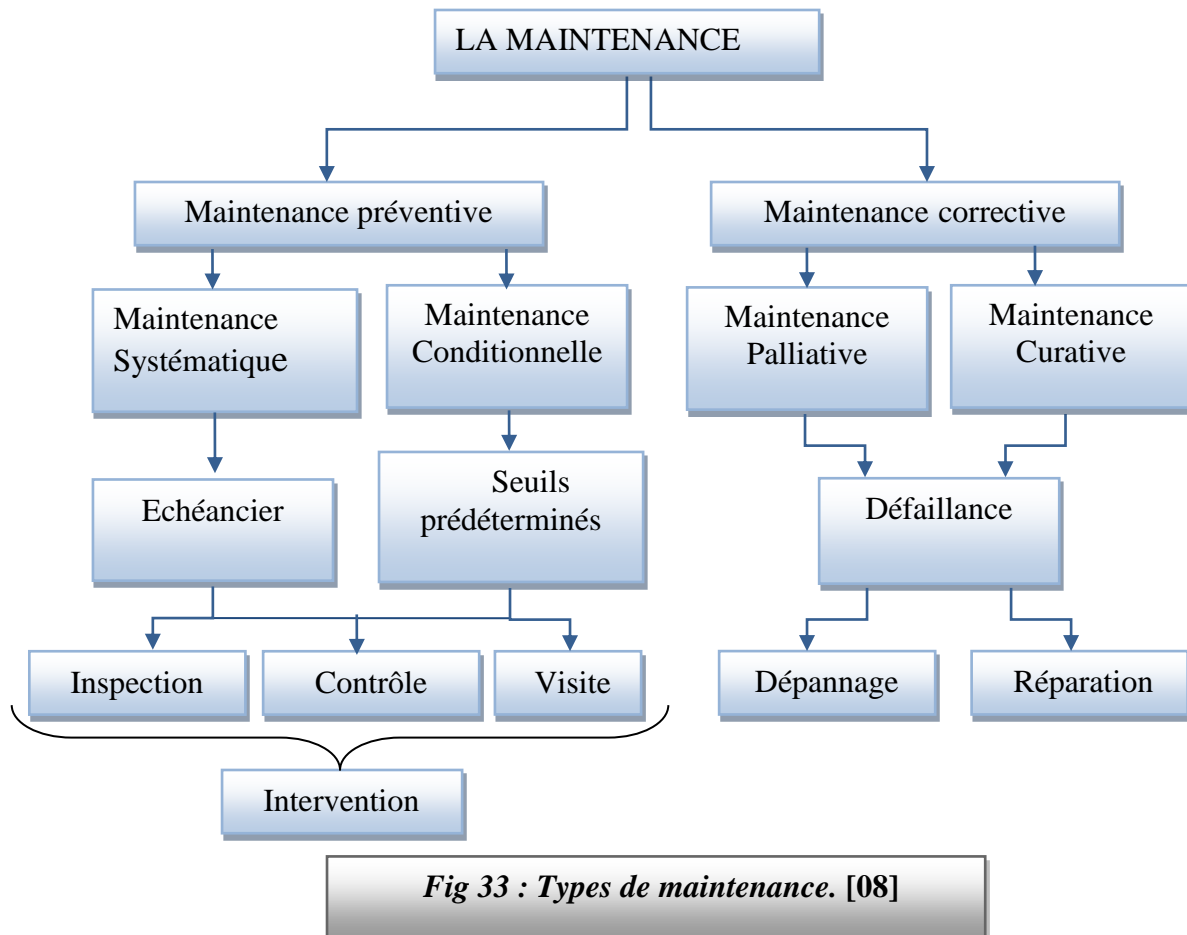 LA MAINTENANCE
Maintenance préventive
Maintenance corrective
Maintenance
Systématique
Maintenance
Conditionnelle
Maintenance
Palliative
Maintenance
Curative
Echéancier
Seuils
prédéterminés
Défaillance
Inspection
Contrôle
Visite
Dépannage
Réparation
Intervention
Fig 33 : Types de maintenance. [08]